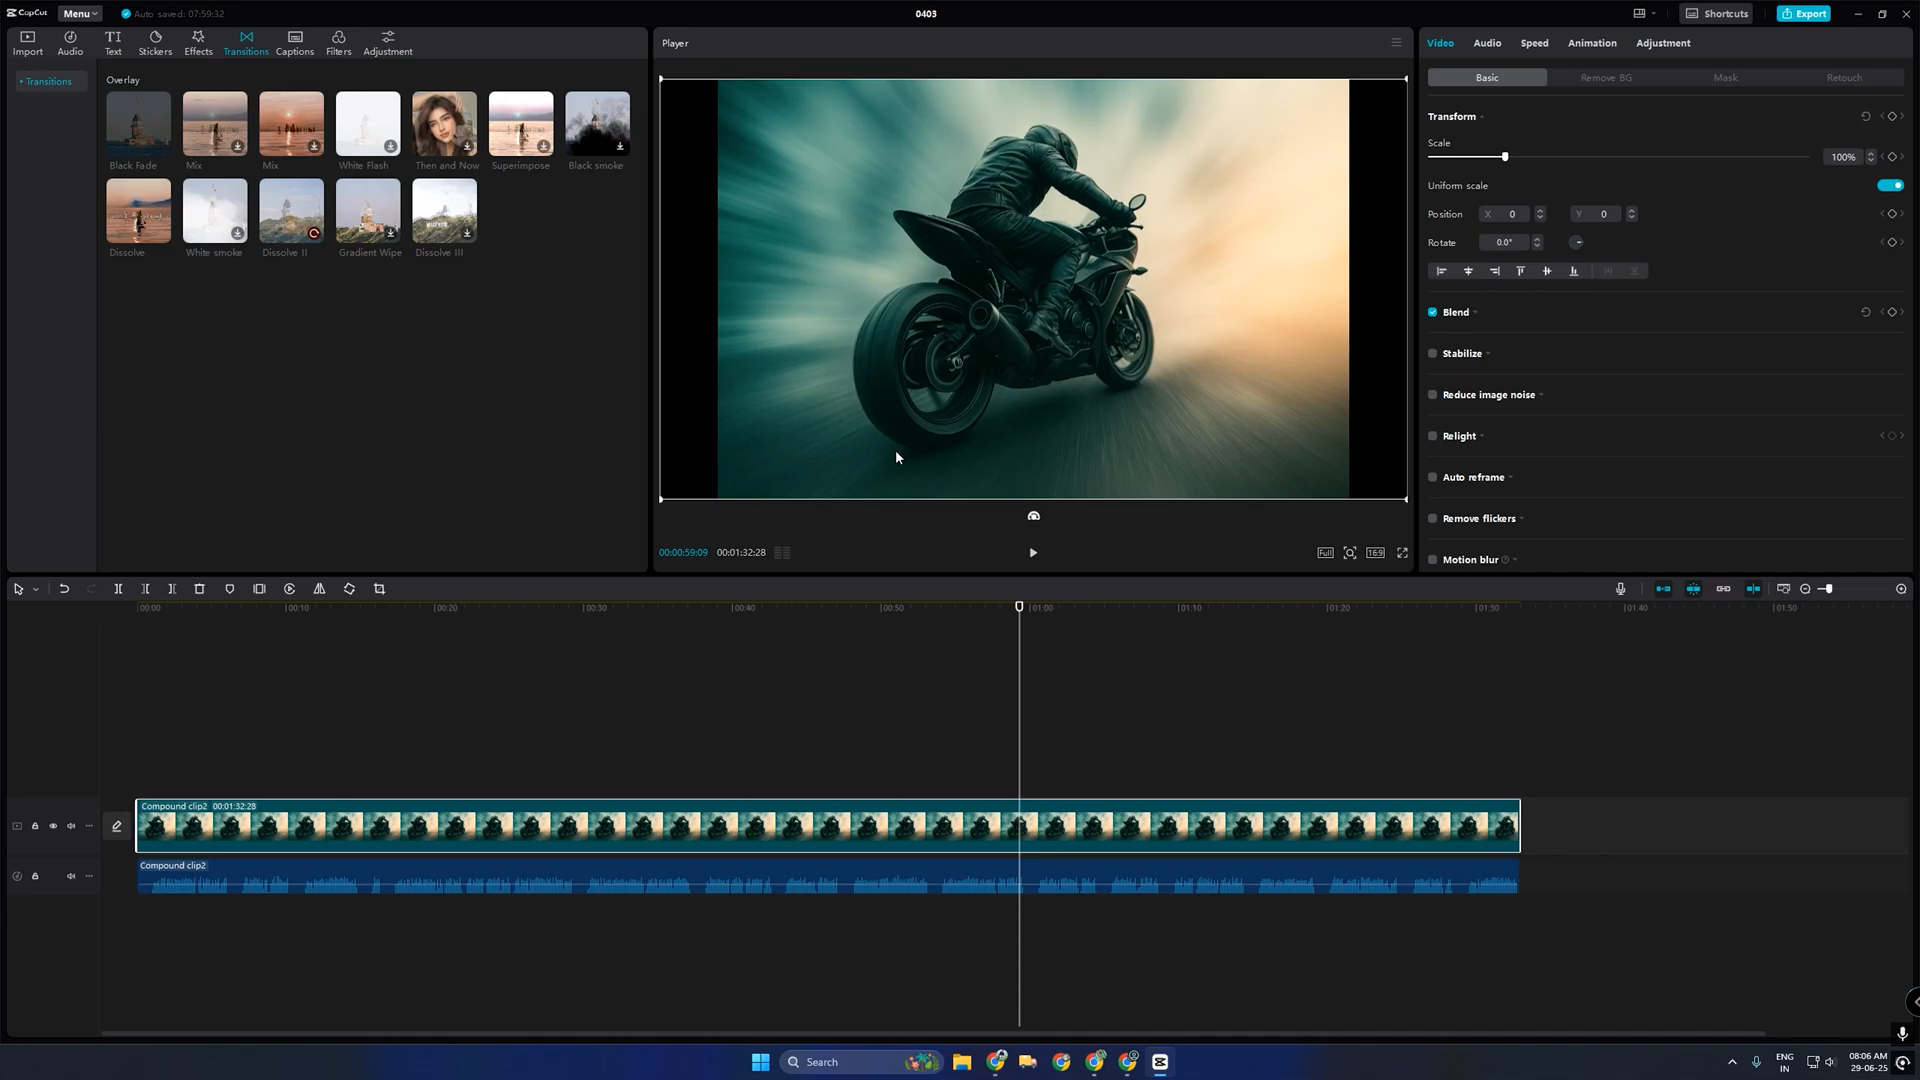 CapCut Menu Auto saved: 07:59:32 0403 Shortcuts Export
Import Audio Text Stickers Effects Transitions Captions Filters Adjustment
TI
Player
Video Audio Speed Animation Adjustment
Transitions
Overlay
Basic Remove BG Mask Retouch
Black Fade Mix Mix White Flash Then and Now Superimpose Black smoke
Dissolve White smoke Dissolve II Gradient Wipe Dissolve III
Transform
Scale
100%
Uniform scale
Position X 0 Y 0
Rotate 0.0°
Blend
Stabilize
Reduce image noise
Relight
Auto reframe
Remove flickers
Motion blur
00:00:59:09 00:01:32:28 Full 16:9
00:00 00:10 00:20 00:30 00:40 00:50 01:00 01:10 01:20 01:30 01:40 01:50
Compound clip2 00:01:32:28
Compound clip2
Search
ENG
IN
08:06 AM
29-06-25